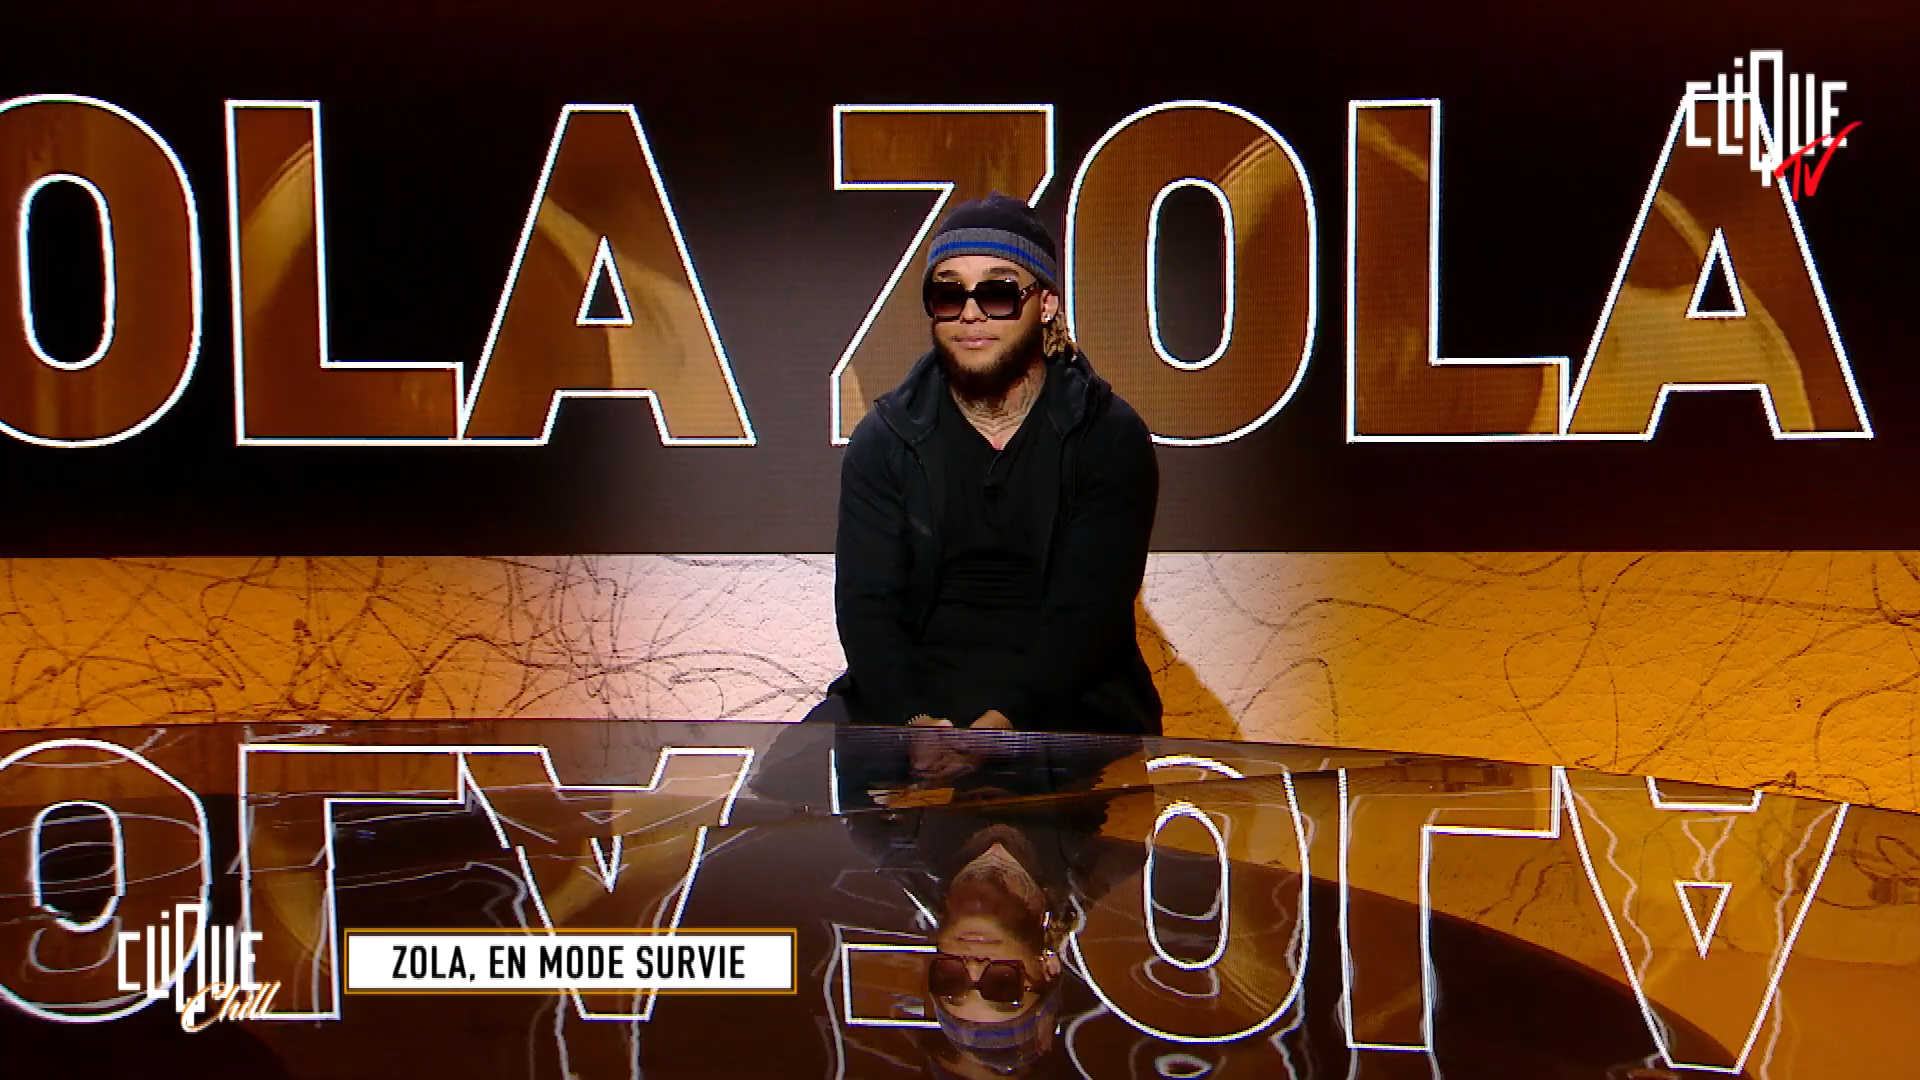 OLA ZOLA
CLIQUE
TV
CLIQUE
Chill
ZOLA, EN MODE SURVIE